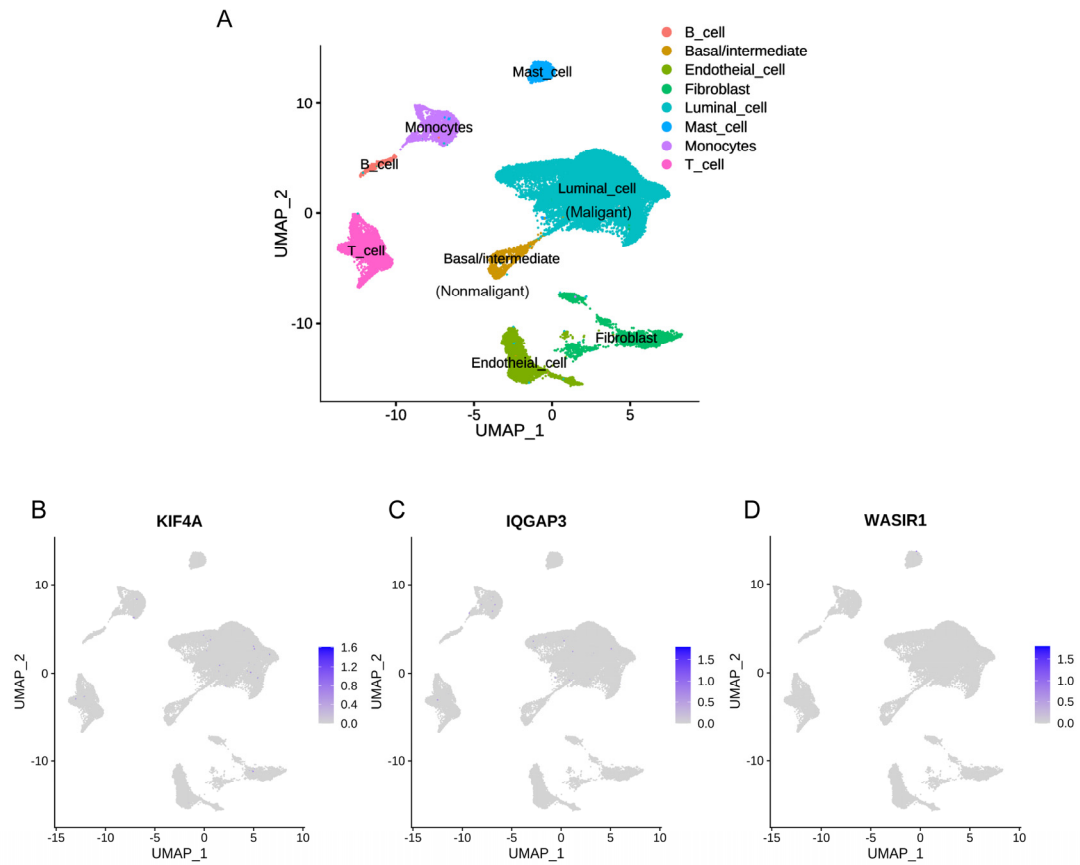 A
B_cell
Basal/intermediate
Endotheial_cell
Fibroblast
Luminal_cell
Mast_cell
Monocytes
T_cell
Mast_cell
Monocytes
B_cell
Luminal_cell
(Maligant)
T_cell
Basal/intermediate
(Nonmaligant)
Fibroblast
Endotheial_cell
10
0
-10
UMAP_2
-10
-5
0
5
UMAP_1
B
KIF4A
10
0
-10
UMAP_2
1.6
1.2
0.8
0.4
0.0
-15
-10
-5
0
5
10
UMAP_1
C
IQGAP3
10
0
-10
UMAP_2
1.5
1.0
0.5
0.0
-15
-10
-5
0
5
10
UMAP_1
D
WASIR1
10
0
-10
UMAP_2
1.5
1.0
0.5
0.0
-15
-10
-5
0
5
10
UMAP_1